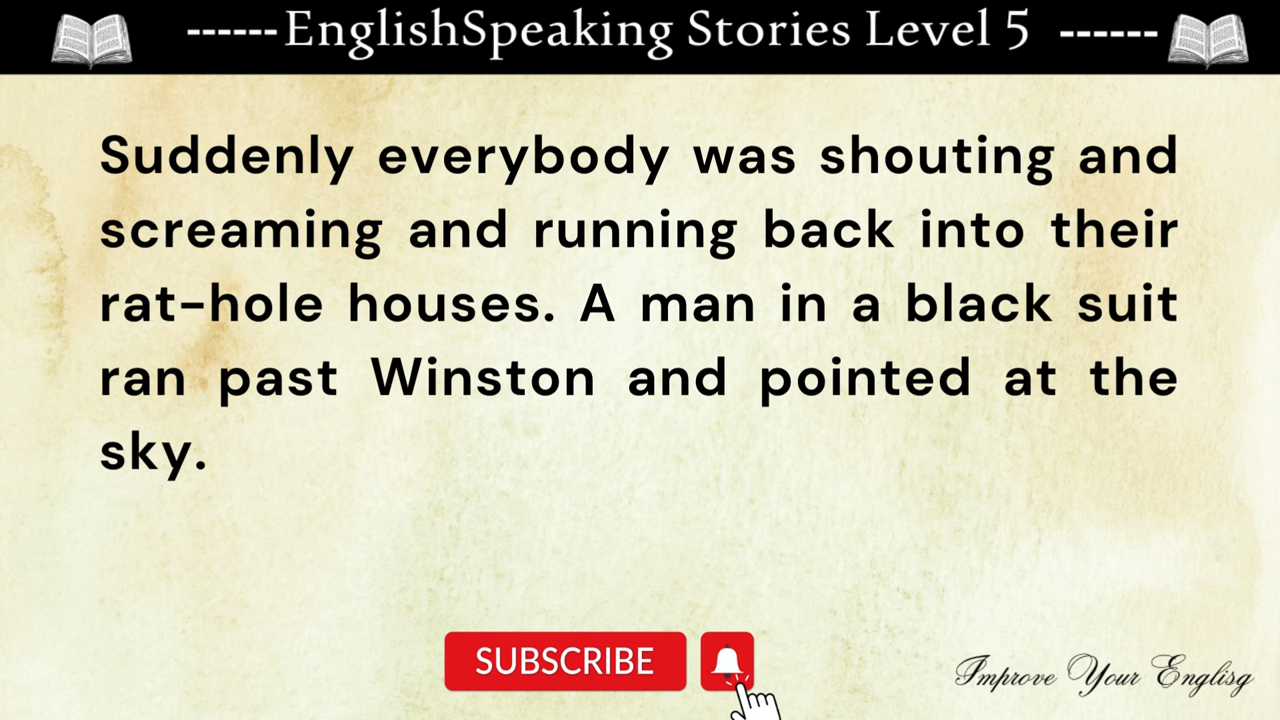 ------EnglishSpeaking Stories Level 5 ------
Suddenly everybody was shouting and
screaming and running back into their
rat-hole houses. A man in a black suit
ran past Winston and pointed at the
sky.
SUBSCRIBE
Improve Your Englisg